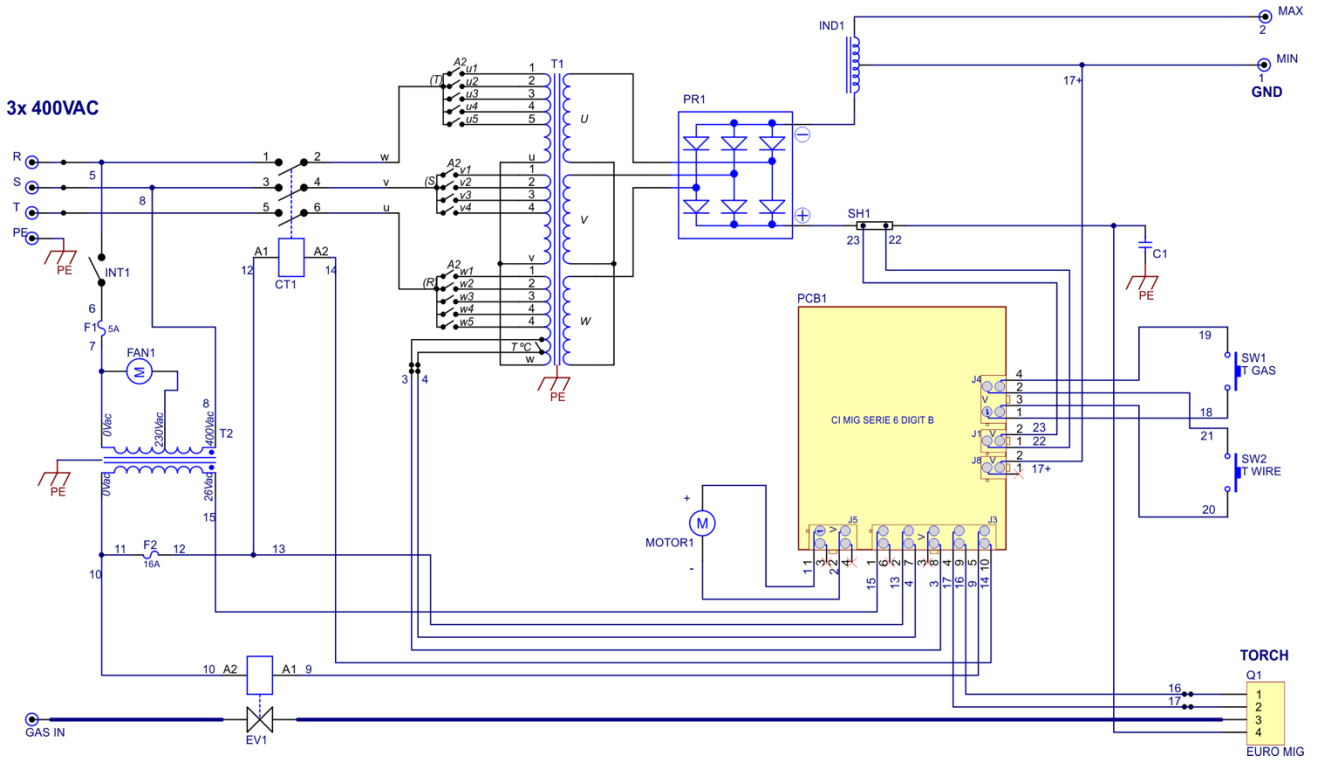 MAX
2
IND1
MIN
1
GND
17+
3x 400VAC
A2
(T)
u1
u2
u3
u4
u5
1
2
3
4
5
T1
U
u
PR1
R
S
T
PE
PE
5
8
1
2
3
4
5
6
w
v
u
A2
(S
v1
v2
v3
v4
1
2
3
4
V
v
SH1
23
22
C1
PE
INT1
A1
A2
12
14
CT1
A2
(R)
w1
w2
w3
w4
w5
1
2
3
4
4
W
T ºC
w
3
4
PE
6
F1
5A
7
FAN1
M
8
0Vac
230Vac
400Vac
T2
PE
0Vac
26Vac
15
PCB1
CI MIG SERIE 6 DIGIT B
J4
V
4
2
3
1
J1
V
2
1
23
22
J8
V
2
1
17+
19
SW1
T GAS
18
21
SW2
T WIRE
20
+
M
MOTOR1
-
J5
V
J3
V
1
3
2
4
1
2
1
6
2
7
3
8
4
9
5
10
15
13
4
3
17
16
9
14
11
F2
16A
12
13
10
10
A2
A1
9
EV1
GAS IN
TORCH
Q1
16
17
1
2
3
4
EURO MIG